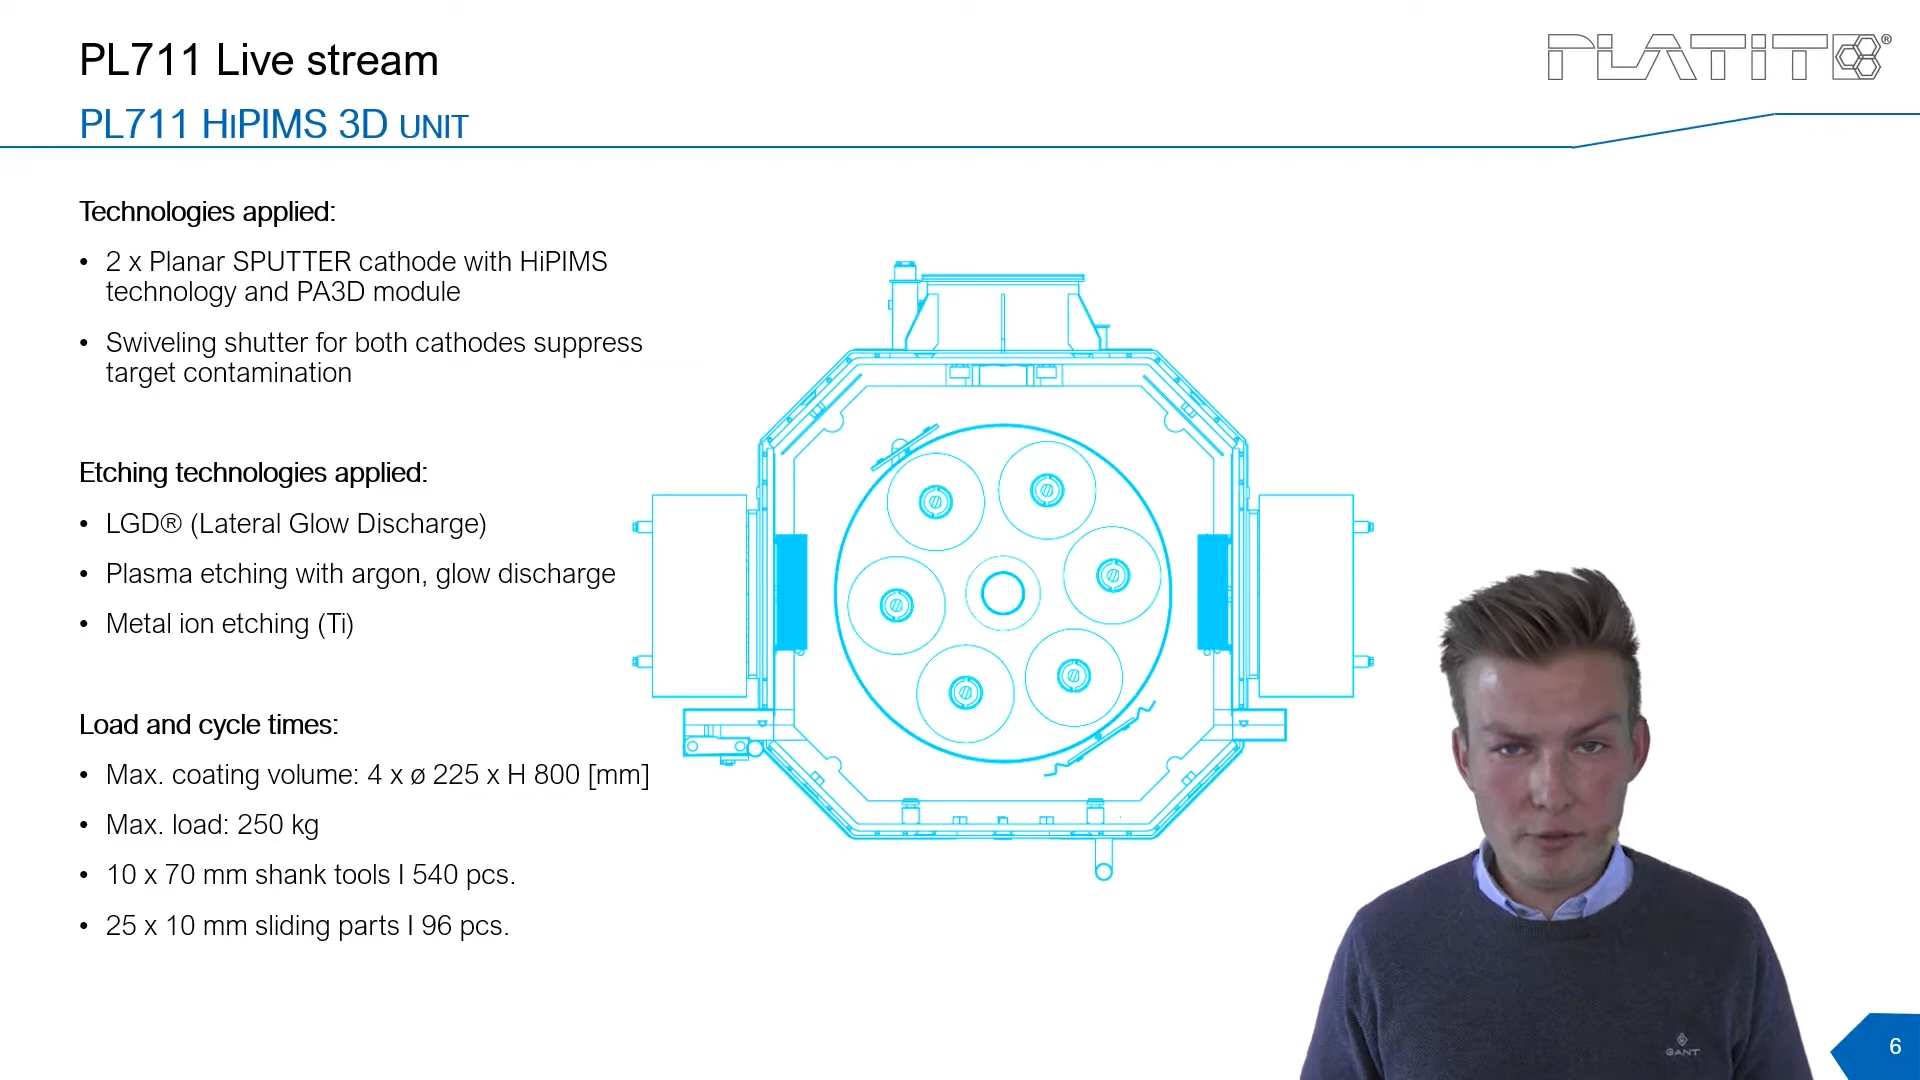 PL711 Live stream
PLATIT®
PL711 HiPIMS 3D UNIT
Technologies applied:
• 2 x Planar SPUTTER cathode with HiPIMS
technology and PA3D module
• Swiveling shutter for both cathodes suppress
target contamination
Etching technologies applied:
• LGD® (Lateral Glow Discharge)
• Plasma etching with argon, glow discharge
• Metal ion etching (Ti)
Load and cycle times:
• Max. coating volume: 4 x ø 225 x H 800 [mm]
• Max. load: 250 kg
• 10 x 70 mm shank tools I 540 pcs.
• 25 x 10 mm sliding parts I 96 pcs.
GANT
6